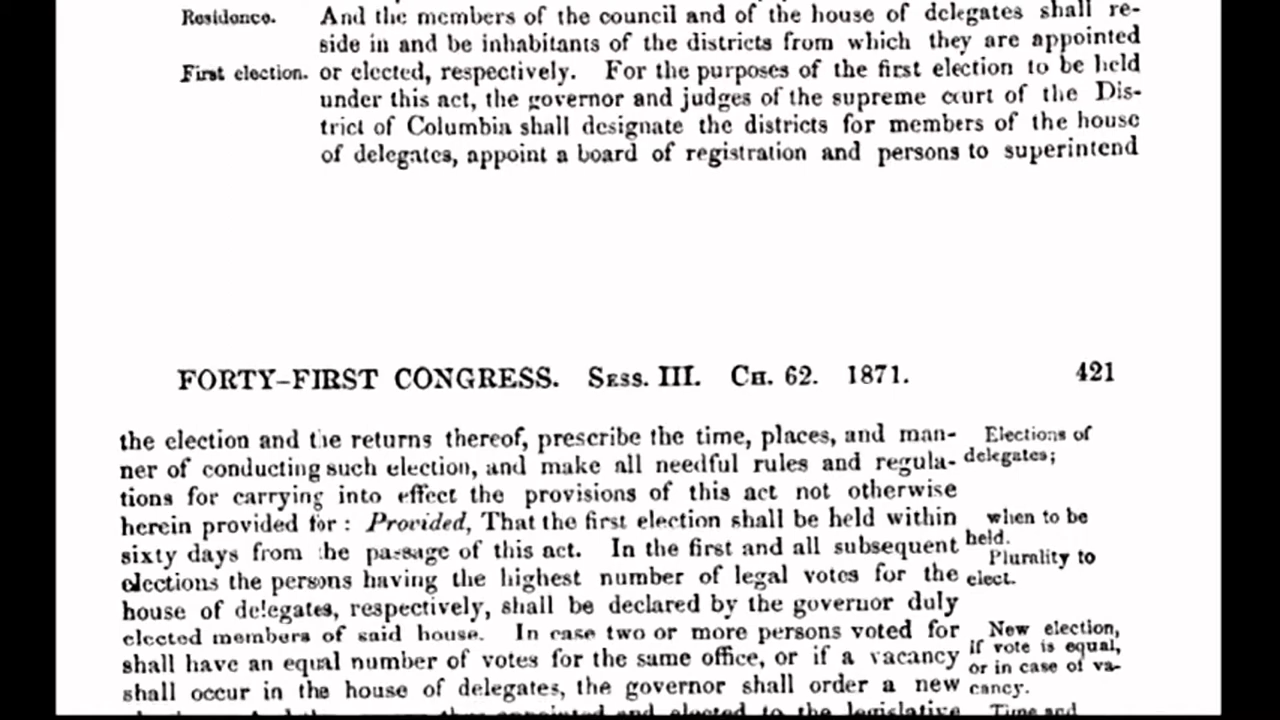 Residence. And the members of the council and of the house of delegates shall re-
side in and be inhabitants of the districts from which they are appointed
First election. or elected, respectively. For the purposes of the first election to be held
under this act, the governor and judges of the supreme court of the Dis-
trict of Columbia shall designate the districts for members of the house
of delegates, appoint a board of registration and persons to superintend
FORTY-FIRST CONGRESS. SESS. III. CH. 62. 1871. 421
the election and the returns thereof, prescribe the time, places, and man- Elections of
ner of conducting such election, and make all needful rules and regula- delegates;
tions for carrying into effect the provisions of this act not otherwise
herein provided for: Provided, That the first election shall be held within when to be
sixty days from the passage of this act. In the first and all subsequent held.
Plurality to
elections the persons having the highest number of legal votes for the elect.
house of delegates, respectively, shall be declared by the governor duly
elected members of said house. In case two or more persons voted for New election,
shall have an equal number of votes for the same office, or if a vacancy if vote is equal,
or in case of va-
shall occur in the house of delegates, the governor shall order a new cancy.
appointed and elected to the legislative Time and